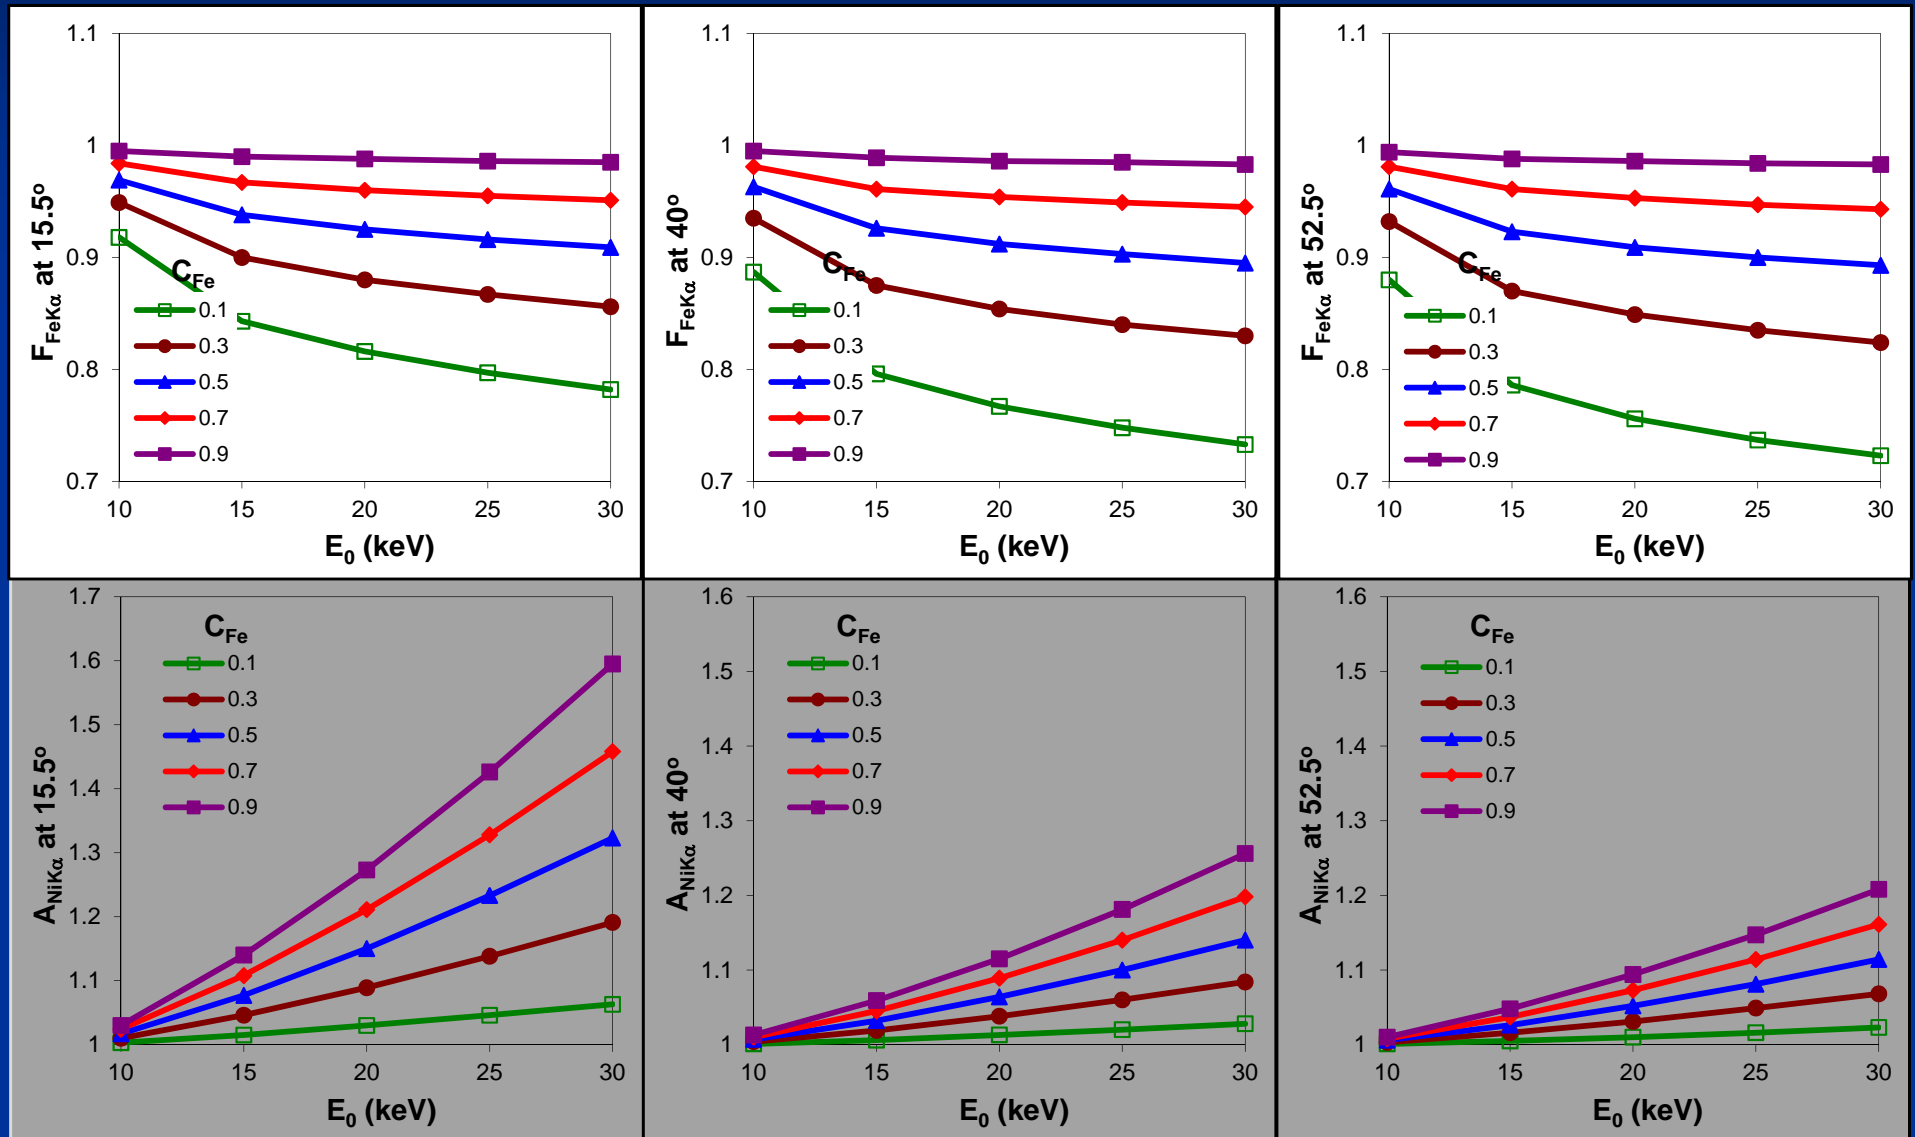 F_FeKα at 15.5°
1.1
1
0.9
0.8
0.7
C_Fe
0.1
0.3
0.5
0.7
0.9
10 15 20 25 30
E_0 (keV)
F_FeKα at 40°
1.1
1
0.9
0.8
0.7
C_Fe
0.1
0.3
0.5
0.7
0.9
10 15 20 25 30
E_0 (keV)
F_FeKα at 52.5°
1.1
1
0.9
0.8
0.7
C_Fe
0.1
0.3
0.5
0.7
0.9
10 15 20 25 30
E_0 (keV)
A_NiKα at 15.5°
1.7
1.6
1.5
1.4
1.3
1.2
1.1
1
C_Fe
0.1
0.3
0.5
0.7
0.9
10 15 20 25 30
E_0 (keV)
A_NiKα at 40°
1.6
1.5
1.4
1.3
1.2
1.1
1
C_Fe
0.1
0.3
0.5
0.7
0.9
10 15 20 25 30
E_0 (keV)
A_NiKα at 52.5°
1.6
1.5
1.4
1.3
1.2
1.1
1
C_Fe
0.1
0.3
0.5
0.7
0.9
10 15 20 25 30
E_0 (keV)